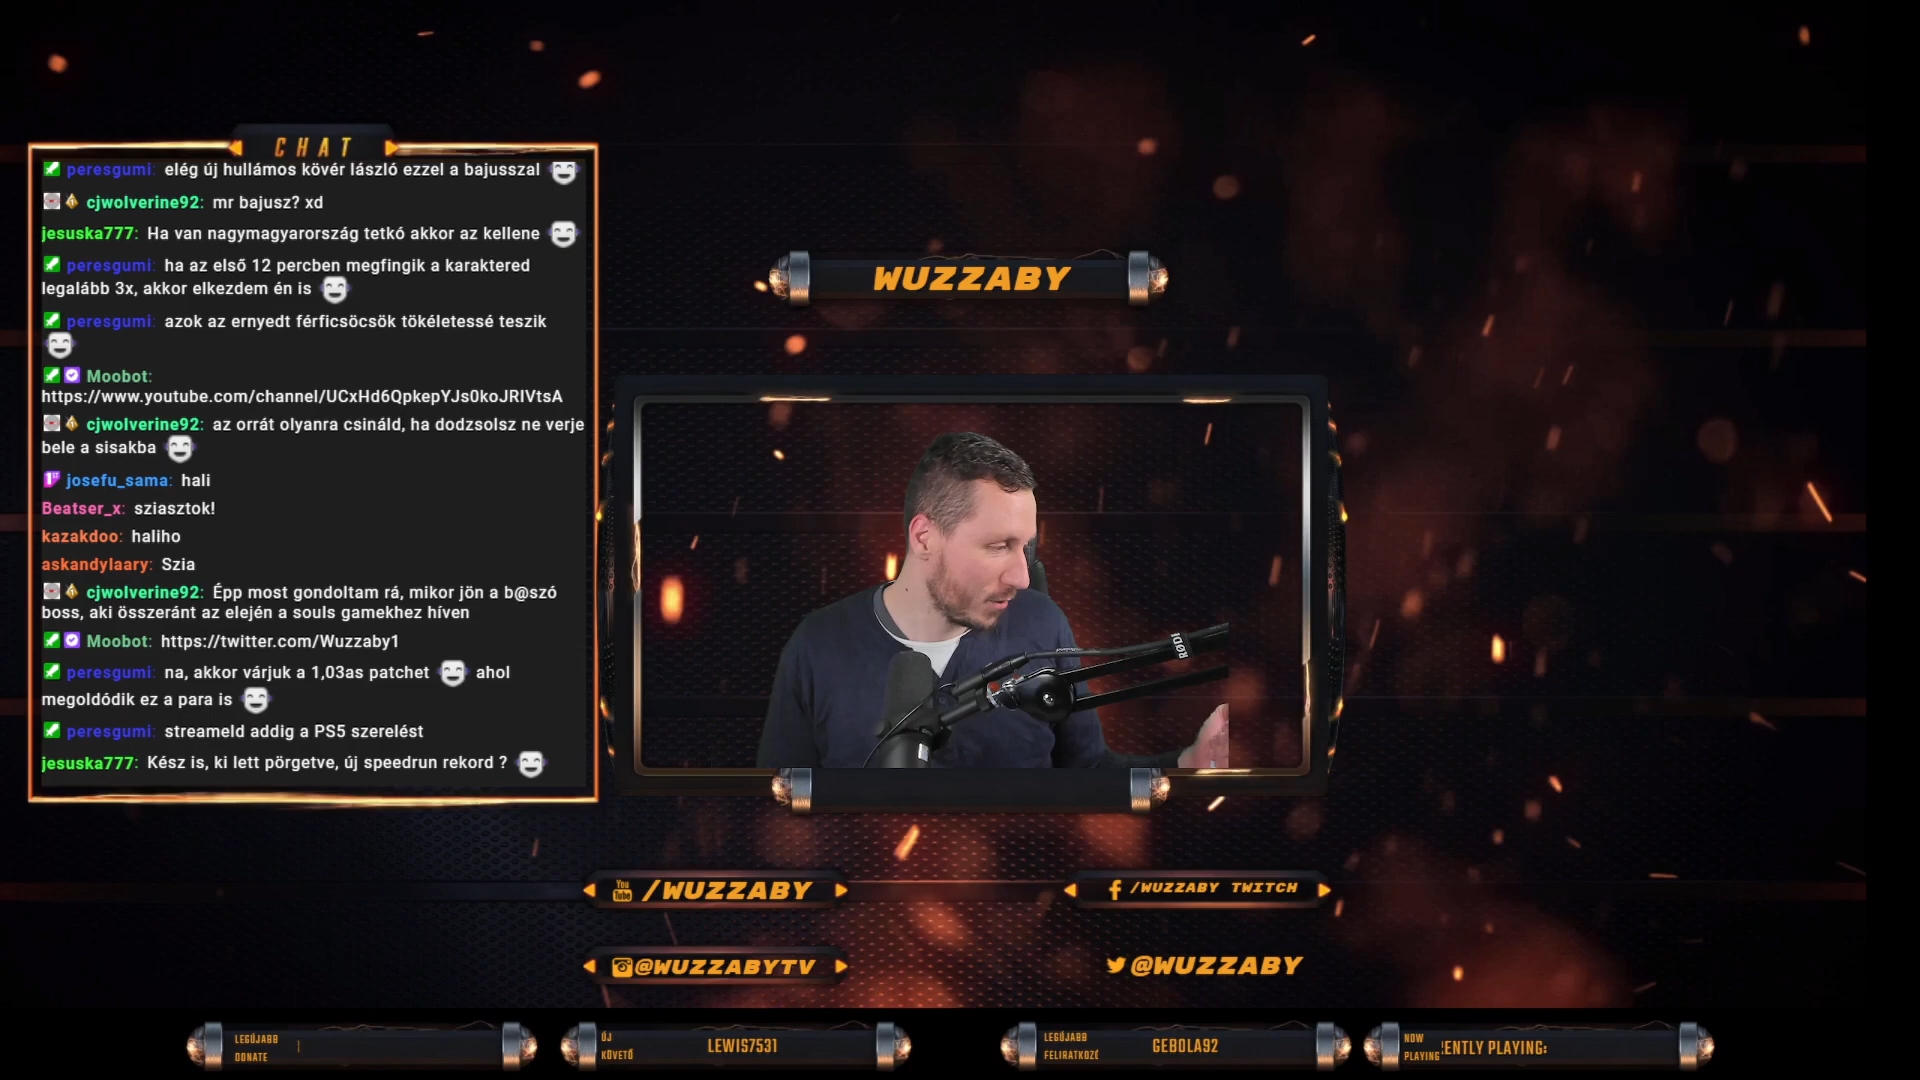 CHAT
peresgumi: elég új hullámos kövér lászló ezzel a bajusszal
cjwolverine92: mr bajusz? xd
jesuska777: Ha van nagymagyarország tetkó akkor az kellene
peresgumi: ha az első 12 percben megfingik a karaktered
legalább 3x, akkor elkezdem én is
peresgumi: azok az ernyedt férficsöcsök tökéletessé teszik
Moobot:
https://www.youtube.com/channel/UCxHd6QpkepYJs0koJRIVtsA
cjwolverine92: az orrát olyanra csináld, ha dodzsolsz ne verje
bele a sisakba
josefu_sama: hali
Beatser_x: sziasztok!
kazakdoo: haliho
askandylaary: Szia
cjwolverine92: Épp most gondoltam rá, mikor jön a b@szó
boss, aki összeránt az elején a souls gamekhez híven
Moobot: https://twitter.com/Wuzzaby1
peresgumi: na, akkor várjuk a 1,03as patchet ahol
megoldódik ez a para is
peresgumi: streameld addig a PS5 szerelést
jesuska777: Kész is, ki lett pörgetve, új speedrun rekord ?
WUZZABY
RØDE
You
Tube
/WUZZABY
/WUZZABY TWITCH
@WUZZABYTV
@WUZZABY
LEGÚJABB
DONATE
ÚJ
KÖVETŐ
LEWIS7531
LEGÚJABB
FELIRATKOZÓ
GEBOLA92
NOW
PLAYING
ENTLY PLAYING: